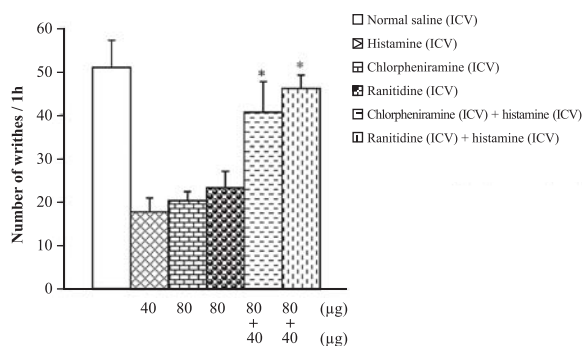 Number of writhes / 1h
60
50
40
30
20
10
0
*
*
40 80 80 80 80 (µg)
+ +
40 40 (µg)
Normal saline (ICV)
Histamine (ICV)
Chlorpheniramine (ICV)
Ranitidine (ICV)
Chlorpheniramine (ICV) + histamine (ICV)
Ranitidine (ICV) + histamine (ICV)